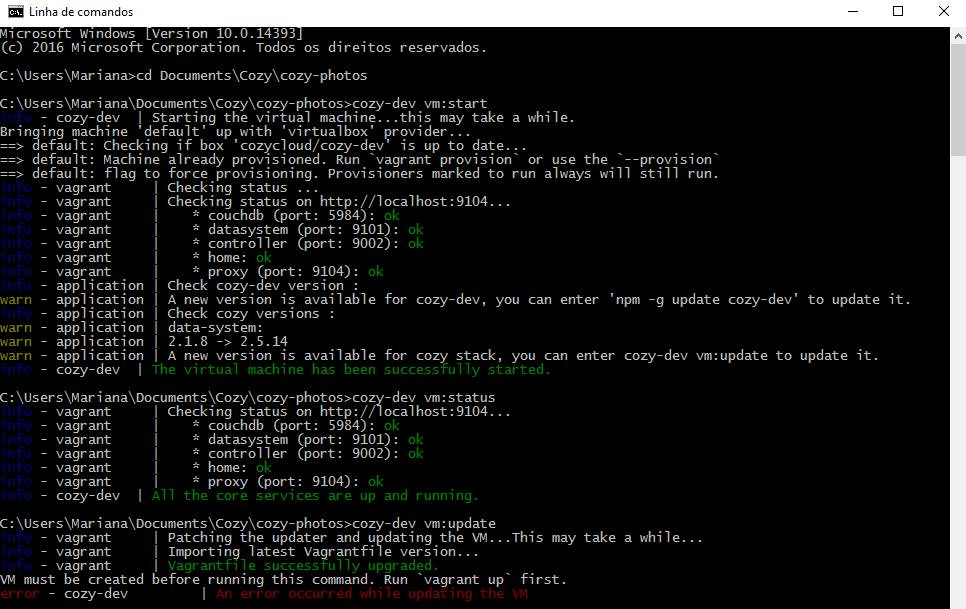 Linha de comandos
Microsoft Windows [Version 10.0.14393]
(c) 2016 Microsoft Corporation. Todos os direitos reservados.
C:\Users\Mariana>cd Documents\Cozy\cozy-photos
C:\Users\Mariana\Documents\Cozy\cozy-photos>cozy-dev vm:start
info - cozy-dev  | Starting the virtual machine...this may take a while.
Bringing machine 'default' up with 'virtualbox' provider...
==> default: Checking if box 'cozycloud/cozy-dev' is up to date...
==> default: Machine already provisioned. Run `vagrant provision` or use the `--provision`
==> default: flag to force provisioning. Provisioners marked to run always will still run.
info - vagrant     | Checking status ...
info - vagrant     | Checking status on http://localhost:9104...
info - vagrant     |    * couchdb (port: 5984): ok
info - vagrant     |    * datasystem (port: 9101): ok
info - vagrant     |    * controller (port: 9002): ok
info - vagrant     |    * home: ok
info - vagrant     |    * proxy (port: 9104): ok
info - application | Check cozy-dev version :
warn - application | A new version is available for cozy-dev, you can enter 'npm -g update cozy-dev' to update it.
info - application | Check cozy versions :
warn - application | data-system:
warn - application | 2.1.8 -> 2.5.14
warn - application | A new version is available for cozy stack, you can enter cozy-dev vm:update to update it.
info - cozy-dev  | The virtual machine has been successfully started.
C:\Users\Mariana\Documents\Cozy\cozy-photos>cozy-dev vm:status
info - vagrant     | Checking status on http://localhost:9104...
info - vagrant     |    * couchdb (port: 5984): ok
info - vagrant     |    * datasystem (port: 9101): ok
info - vagrant     |    * controller (port: 9002): ok
info - vagrant     |    * home: ok
info - vagrant     |    * proxy (port: 9104): ok
info - cozy-dev  | All the core services are up and running.
C:\Users\Mariana\Documents\Cozy\cozy-photos>cozy-dev vm:update
info - vagrant     | Patching the updater and updating the VM...This may take a while...
info - vagrant     | Importing latest Vagrantfile version...
info - vagrant     | Vagrantfile successfully upgraded.
VM must be created before running this command. Run `vagrant up` first.
error - cozy-dev         | An error occurred while updating the VM